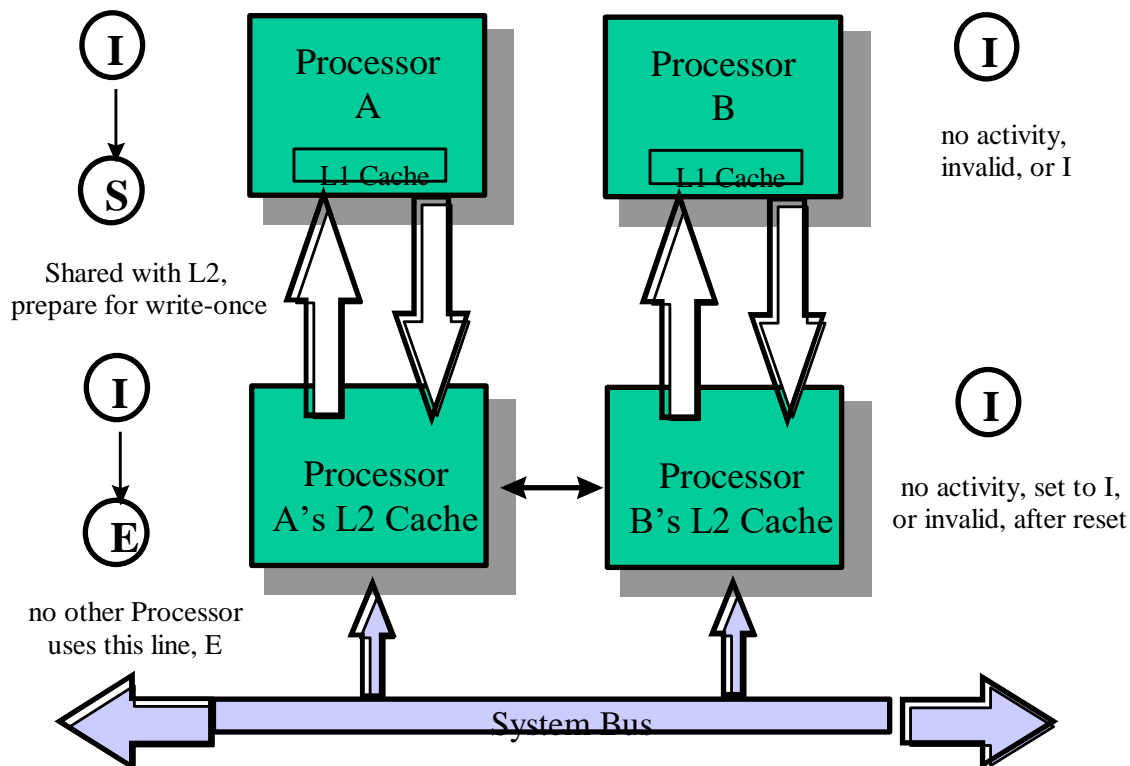 I
Processor
A
L1 Cache
Processor
B
L1 Cache
I
no activity,
invalid, or I
S
Shared with L2,
prepare for write-once
I
E
no other Processor
uses this line, E
Processor
A’s L2 Cache
Processor
B’s L2 Cache
I
no activity, set to I,
or invalid, after reset
System Bus